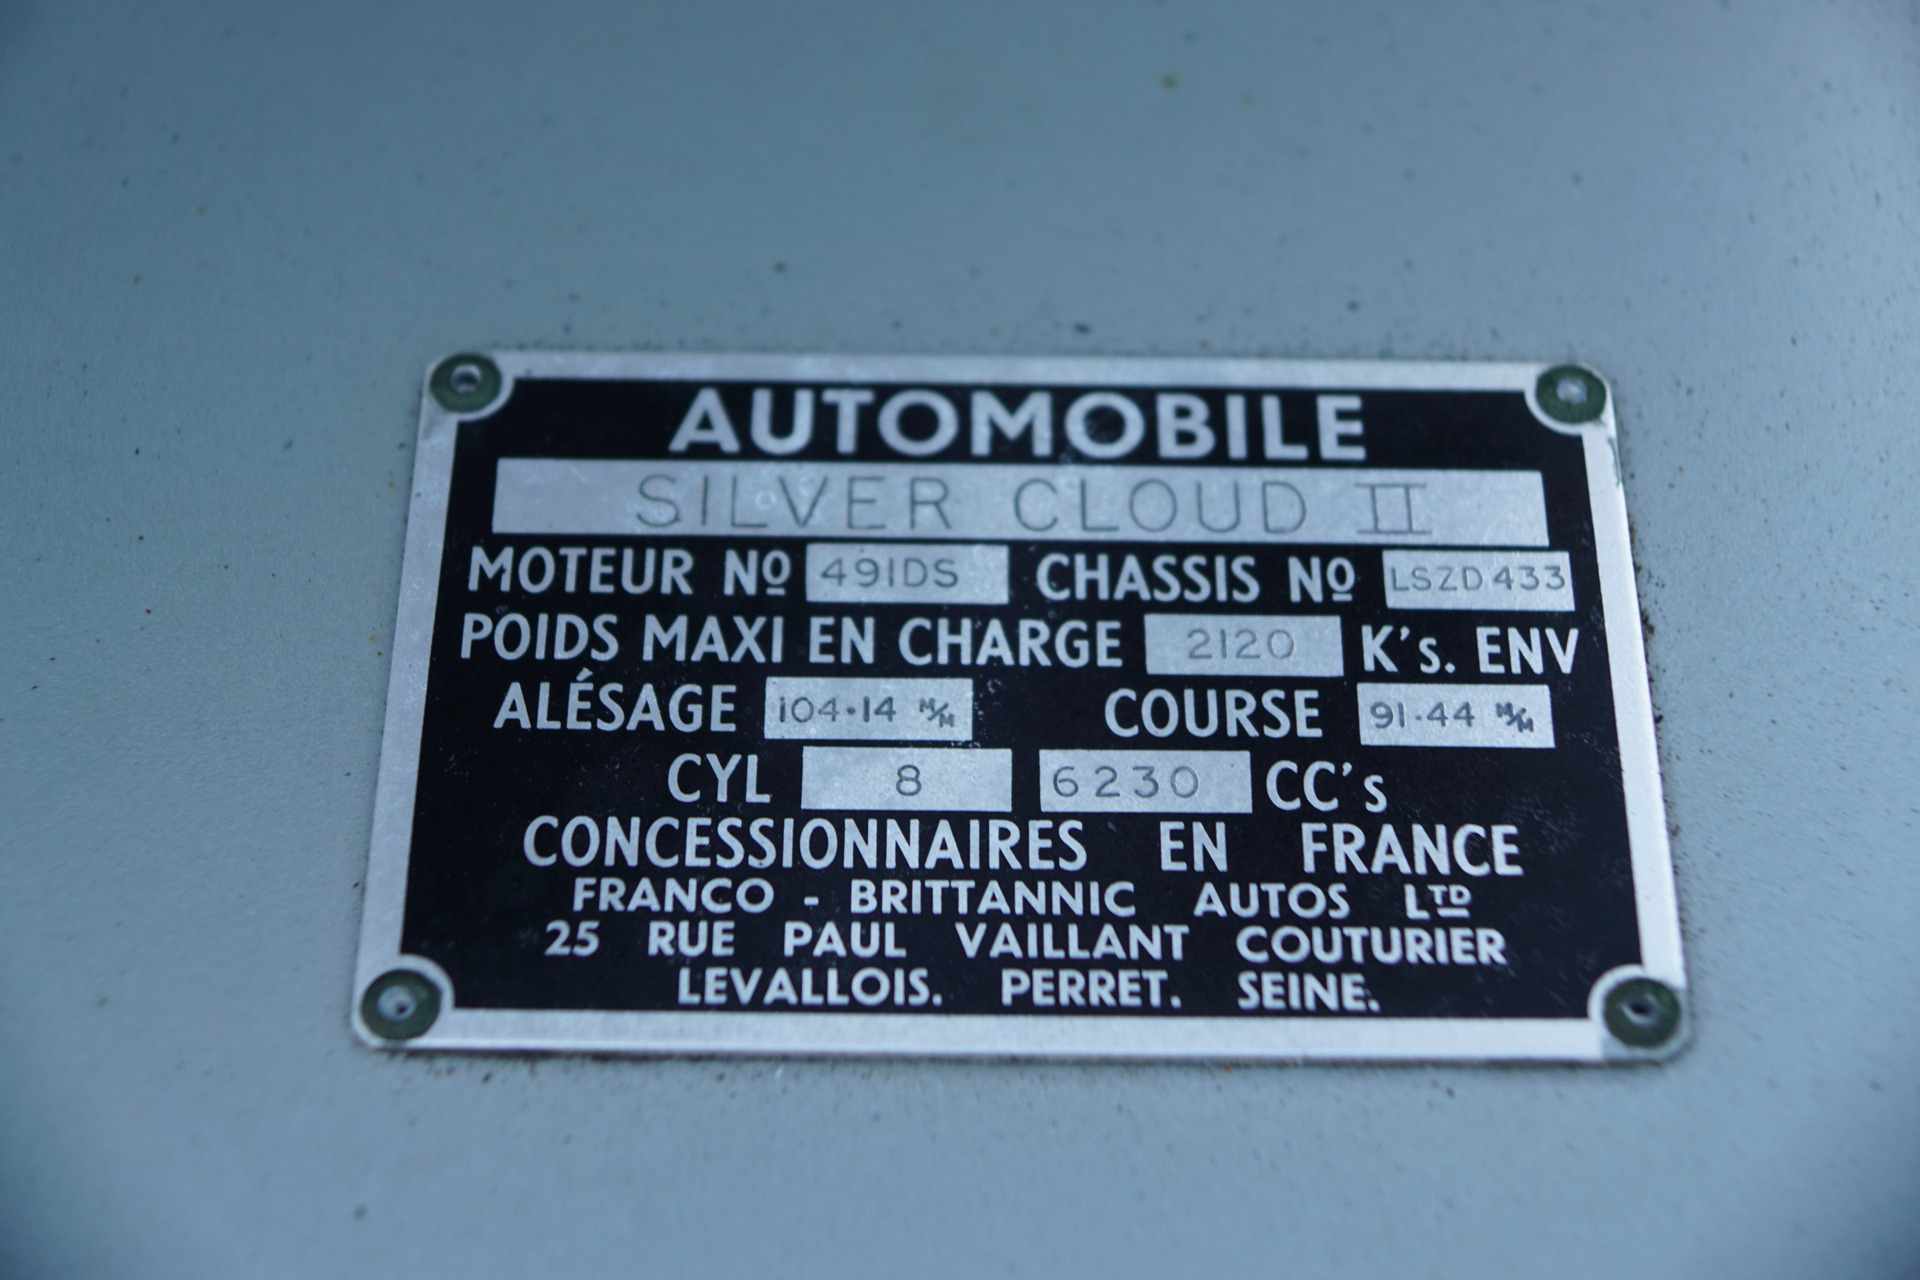 AUTOMOBILE
SILVER CLOUD II
MOTEUR Nº 491DS CHASSIS Nº LSZD433
POIDS MAXI EN CHARGE 2120 K's. ENV
ALÉSAGE 104·14 M/M COURSE 91·44 M/M
CYL 8 6230 CC's
CONCESSIONNAIRES EN FRANCE
FRANCO - BRITTANNIC AUTOS LTD
25 RUE PAUL VAILLANT COUTURIER
LEVALLOIS. PERRET. SEINE.